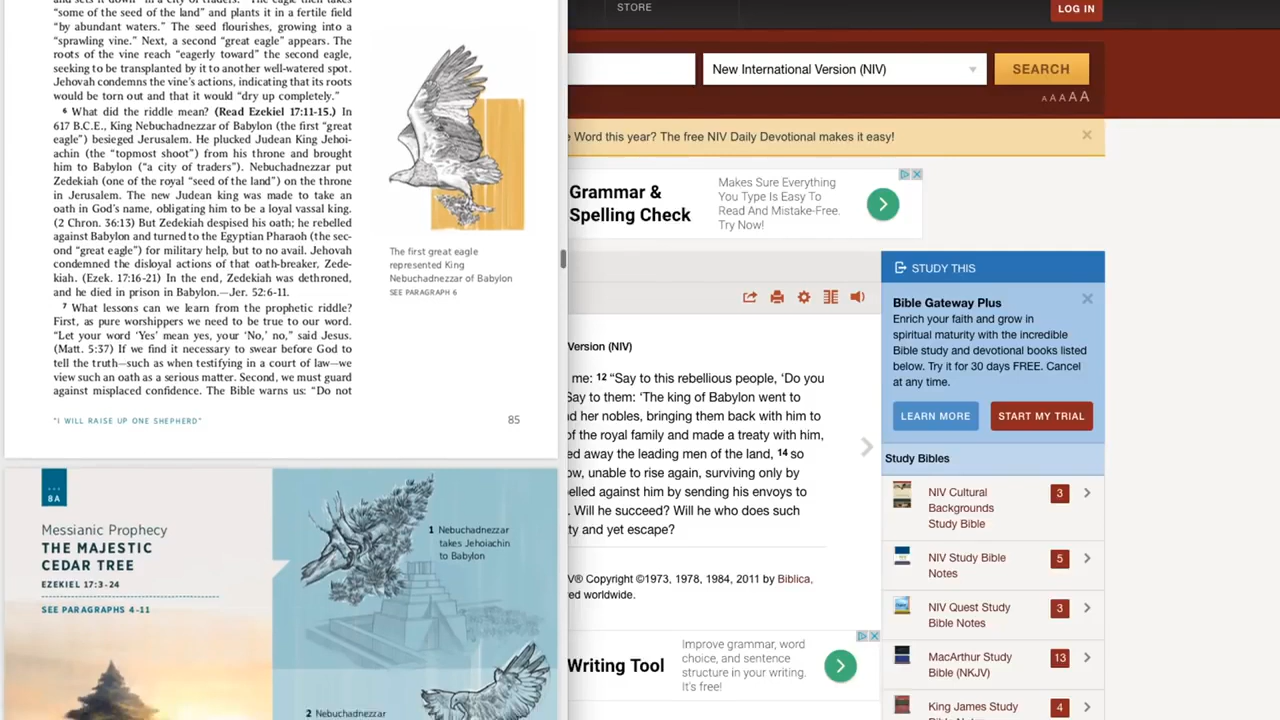 and sets it down" in "a city of traders." The eagle then takes
"some of the seed of the land" and plants it in a fertile field
"by abundant waters." The seed flourishes, growing into a
"sprawling vine." Next, a second "great eagle" appears. The
roots of the vine reach "eagerly toward" the second eagle,
seeking to be transplanted by it to another well-watered spot.
Jehovah condemns the vine's actions, indicating that its roots
would be torn out and that it would "dry up completely."
6 What did the riddle mean? (Read Ezekiel 17:11-15.) In
617 B.C.E., King Nebuchadnezzar of Babylon (the first "great
eagle") besieged Jerusalem. He plucked Judean King Jehoi-
achin (the "topmost shoot") from his throne and brought
him to Babylon ("a city of traders"). Nebuchadnezzar put
Zedekiah (one of the royal "seed of the land") on the throne
in Jerusalem. The new Judean king was made to take an
oath in God's name, obligating him to be a loyal vassal king.
(2 Chron. 36:13) But Zedekiah despised his oath; he rebelled
against Babylon and turned to the Egyptian Pharaoh (the sec-
ond "great eagle") for military help, but to no avail. Jehovah
condemned the disloyal actions of that oath-breaker, Zede-
kiah. (Ezek. 17:16-21) In the end, Zedekiah was dethroned,
and he died in prison in Babylon.—Jer. 52:6-11.
7 What lessons can we learn from the prophetic riddle?
First, as pure worshippers we need to be true to our word.
"Let your word 'Yes' mean yes, your 'No,' no," said Jesus.
(Matt. 5:37) If we find it necessary to swear before God to
tell the truth—such as when testifying in a court of law—we
view such an oath as a serious matter. Second, we must guard
against misplaced confidence. The Bible warns us: "Do not
The first great eagle
represented King
Nebuchadnezzar of Babylon
SEE PARAGRAPH 6
"I WILL RAISE UP ONE SHEPHERD"
85
8A
Messianic Prophecy
THE MAJESTIC
CEDAR TREE
EZEKIEL 17:3-24
SEE PARAGRAPHS 4-11
1 Nebuchadnezzar
takes Jehoiachin
to Babylon
2 Nebuchadnezzar
STORE
LOG IN
New International Version (NIV)
SEARCH
A A A A A
e Word this year? The free NIV Daily Devotional makes it easy!
Grammar &
Spelling Check
Makes Sure Everything
You Type Is Easy To
Read And Mistake-Free.
Try Now!
Version (NIV)
me: 12 "Say to this rebellious people, 'Do you
Say to them: 'The king of Babylon went to
d her nobles, bringing them back with him to
of the royal family and made a treaty with him,
ed away the leading men of the land, 14 so
ow, unable to rise again, surviving only by
elled against him by sending his envoys to
. Will he succeed? Will he who does such
ty and yet escape?
V® Copyright ©1973, 1978, 1984, 2011 by Biblica,
ed worldwide.
Writing Tool
Improve grammar, word
choice, and sentence
structure in your writing.
It's free!
STUDY THIS
Bible Gateway Plus
Enrich your faith and grow in
spiritual maturity with the incredible
Bible study and devotional books listed
below. Try it for 30 days FREE. Cancel
at any time.
LEARN MORE
START MY TRIAL
Study Bibles
NIV Cultural
Backgrounds
Study Bible
3
NIV Study Bible
Notes
5
NIV Quest Study
Bible Notes
3
MacArthur Study
Bible (NKJV)
13
King James Study
Bible Notes
4